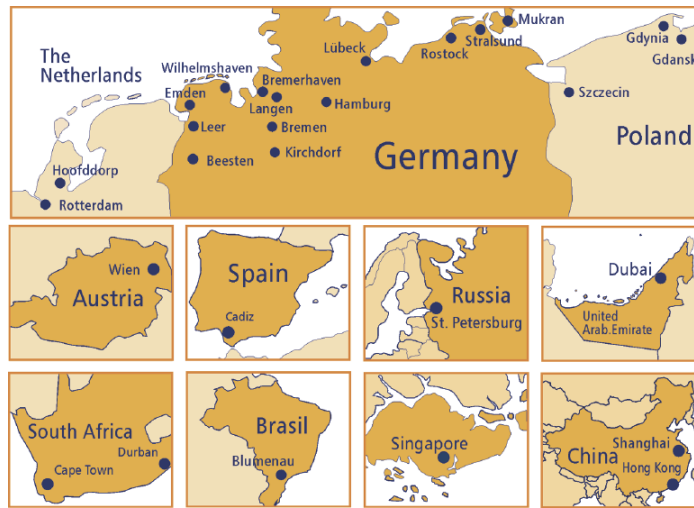 Mukran
Stralsund
Rostock
Lübeck
Gdynia
Gdansk
The
Netherlands
Wilhelmshaven
Emden
Bremerhaven
Langen
Hamburg
Szczecin
Leer
Bremen
Poland
Beesten
Kirchdorf
Germany
Hoofddorp
Rotterdam
Wien
Austria
Spain
Cadiz
Russia
St. Petersburg
Dubai
United
Arab.Emirate
South Africa
Durban
Cape Town
Brasil
Blumenau
Singapore
Shanghai
China
Hong Kong